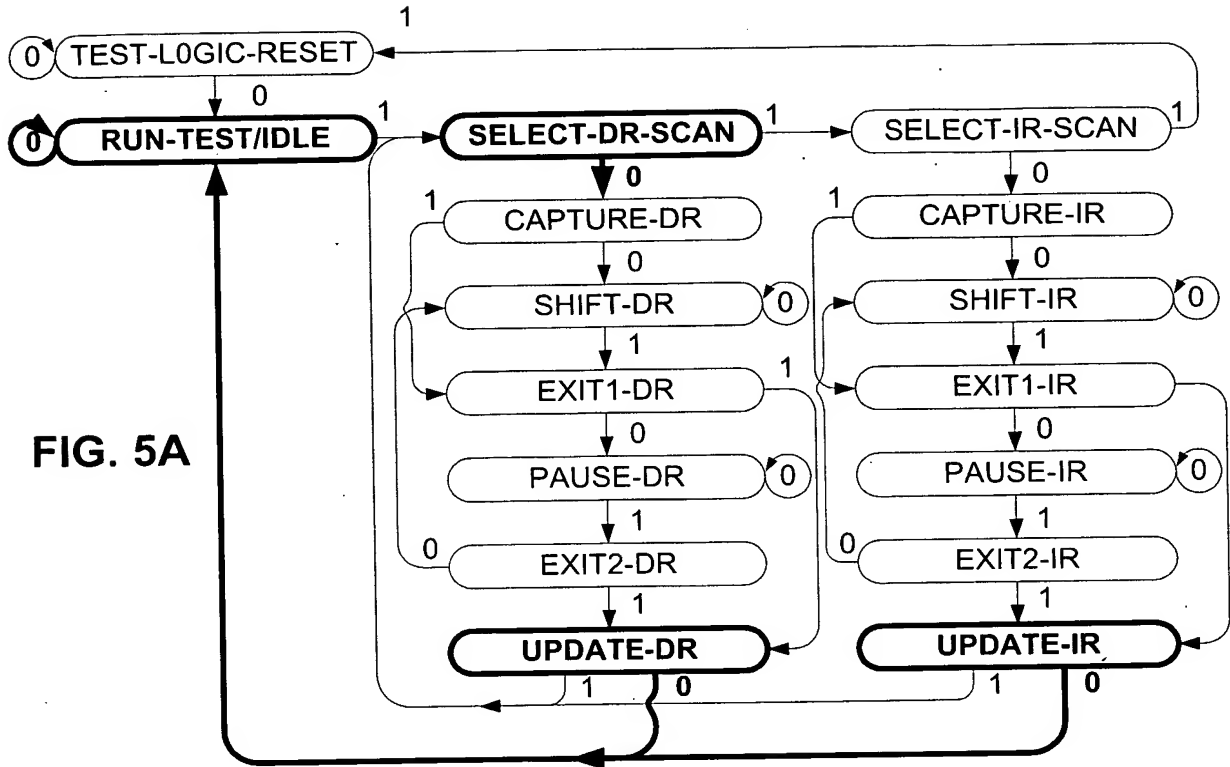 1
0 TEST-L0GIC-RESET
0
0 RUN-TEST/IDLE 1 SELECT-DR-SCAN 1 SELECT-IR-SCAN 1
0 0
1 CAPTURE-DR 1 CAPTURE-IR
0 0
SHIFT-DR 0 SHIFT-IR 0
1 1
EXIT1-DR 1 EXIT1-IR
0 0
FIG. 5A
PAUSE-DR 0 PAUSE-IR 0
1 1
0 EXIT2-DR 0 EXIT2-IR
1 1
UPDATE-DR UPDATE-IR
1 0 1 0